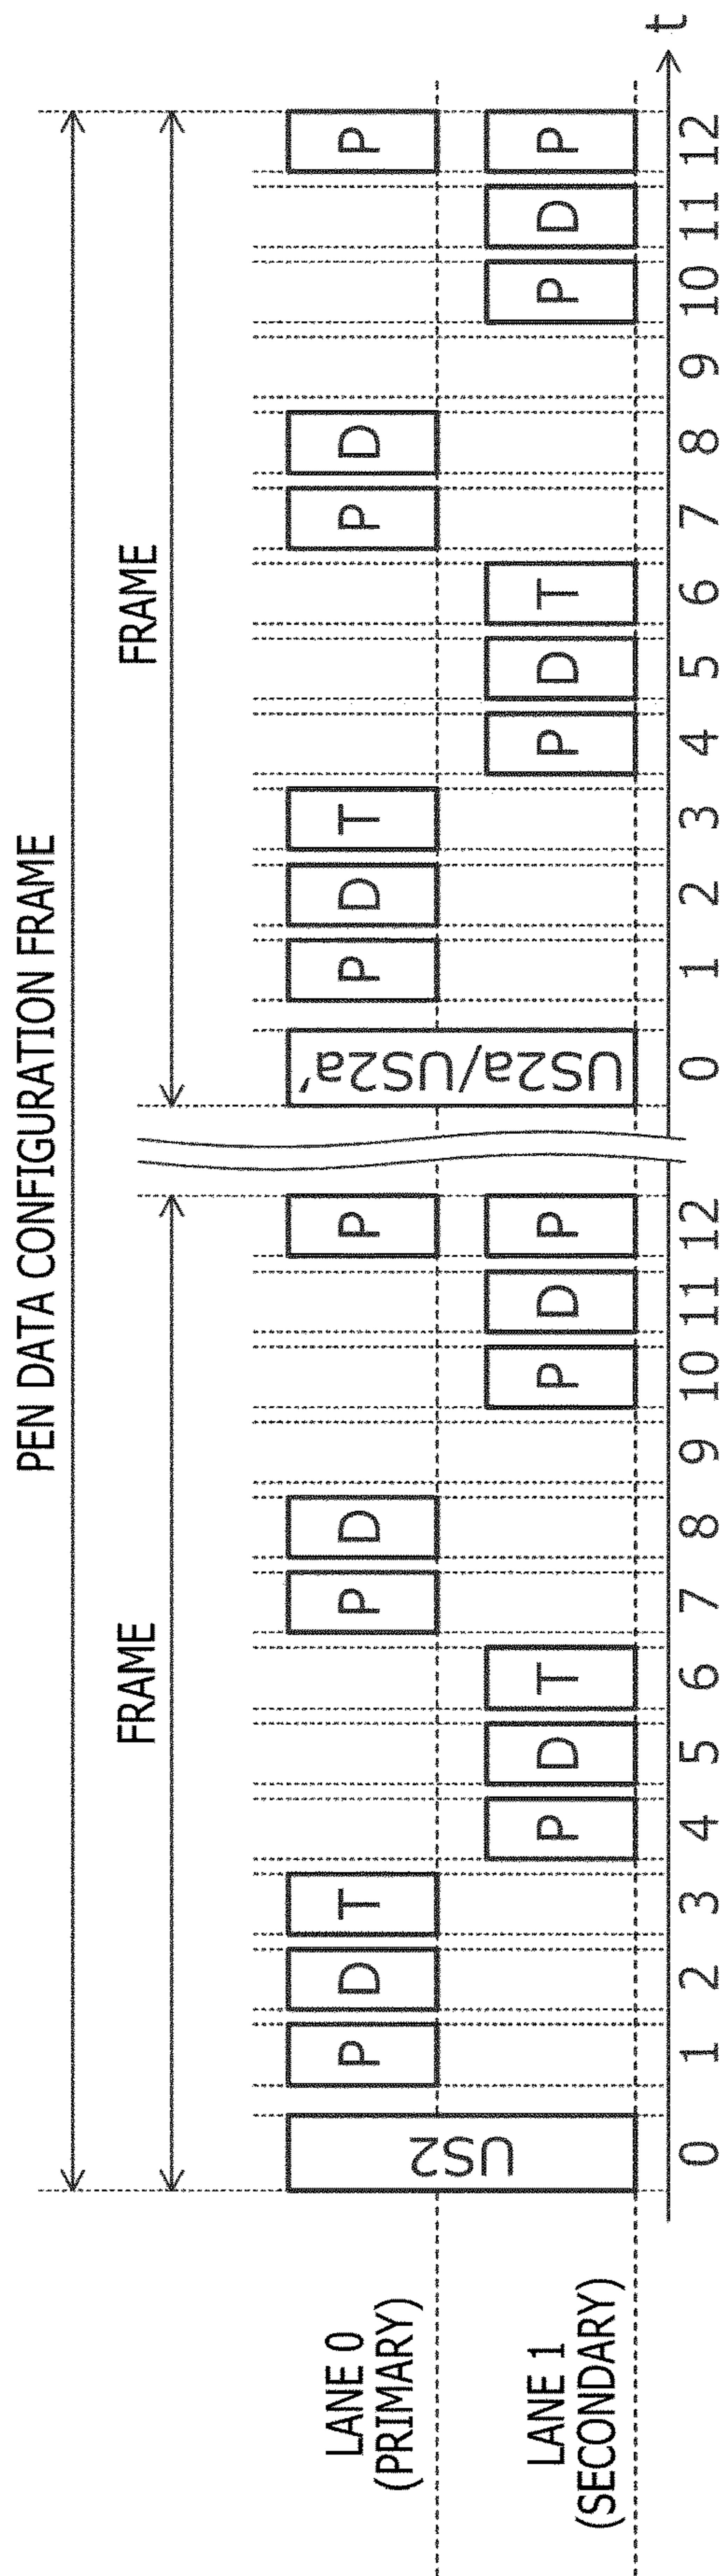 PEN DATA CONFIGURATION FRAME
FRAME FRAME
LANE 0
(PRIMARY)
US2 P D T P D P US2a/US2a’ P D T P D P
LANE 1
(SECONDARY)
P D T P D P P D T P D P
0 1 2 3 4 5 6 7 8 9 10 11 12 0 1 2 3 4 5 6 7 8 9 10 11 12 t